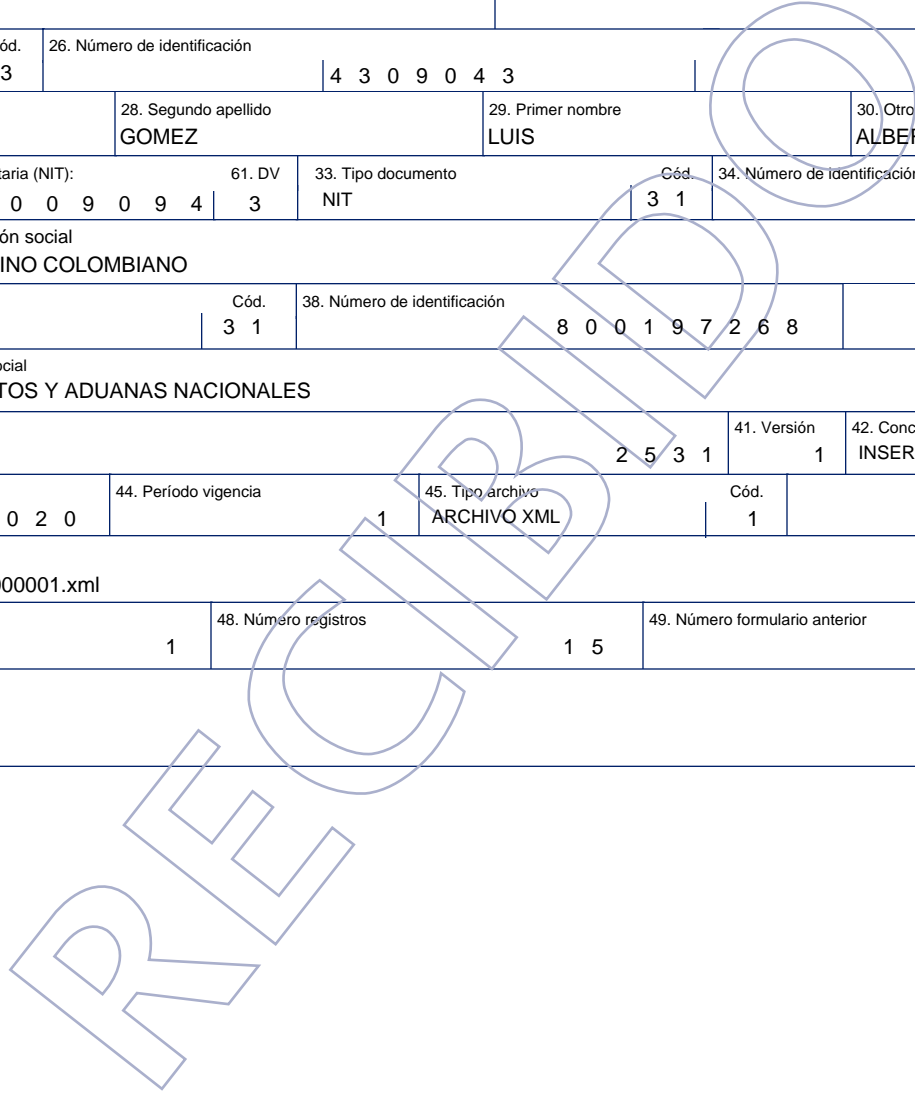 ód. 26. Número de identificación
3 4 3 0 9 0 4 3
28. Segundo apellido 29. Primer nombre 30. Otro
GOMEZ LUIS ALBER
taria (NIT): 61. DV 33. Tipo documento Cód. 34. Número de identificación
0 0 9 0 9 4 3 NIT 3 1
ón social
INO COLOMBIANO
Cód. 38. Número de identificación
3 1 8 0 0 1 9 7 2 6 8
ocial
TOS Y ADUANAS NACIONALES
41. Versión 42. Conc
2 5 3 1 1 INSER
44. Período vigencia 45. Tipo archivo Cód.
0 2 0 1 ARCHIVO XML 1
000001.xml
48. Número registros 49. Número formulario anterior
1 1 5
RECIBIDO